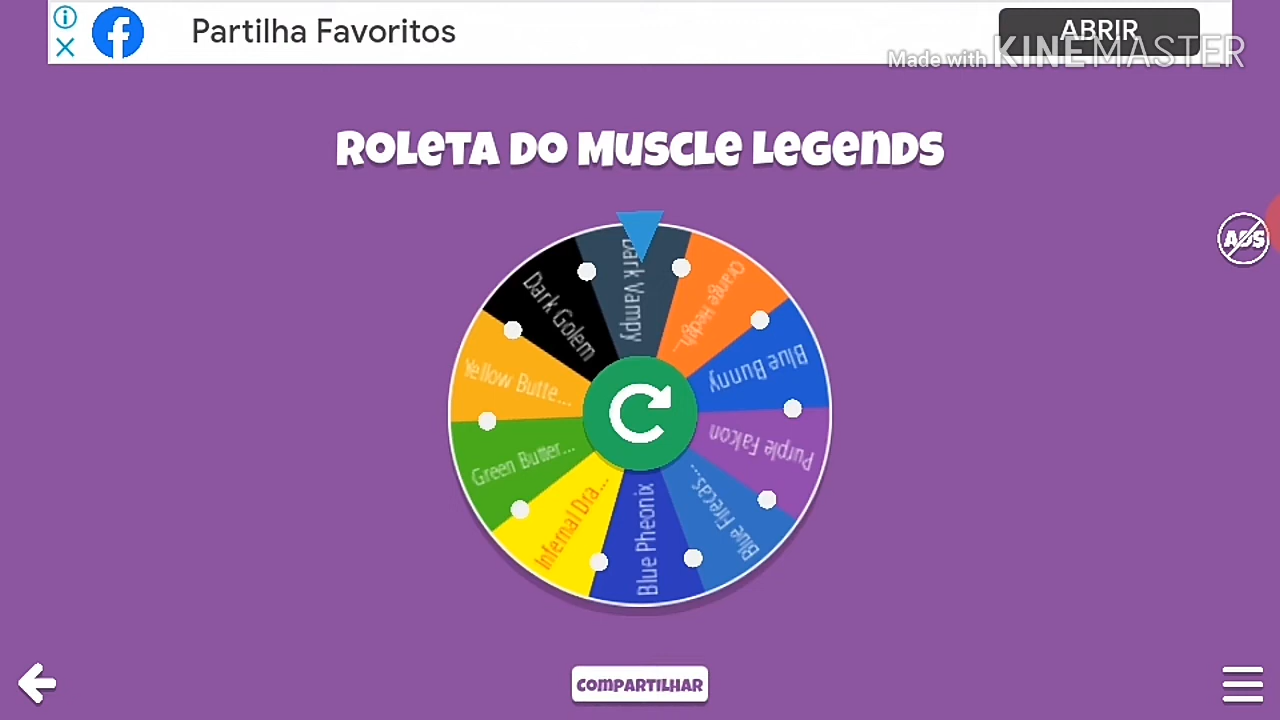 Partilha Favoritos
ABRIR
Made with KINEMASTER
ADS
Roleta do Muscle Legends
Dark Vampy
Orange Hedgh...
Blue Bunny
Purple Falcon
Blue Firecas...
Blue Pheonix
Infernal Dra...
Green Butter...
Yellow Butte...
Dark Golem
COMPARTILHAR